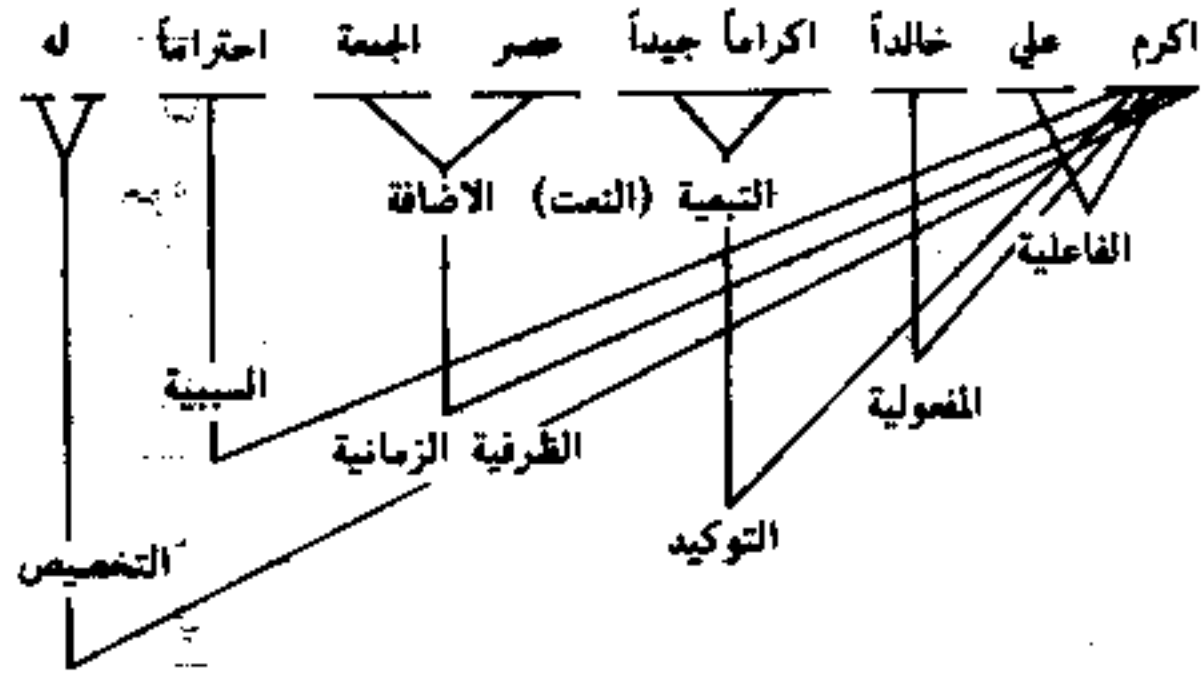 اكرم علي خالداً اكراماً جيداً عصر الجمعة احتراماً له
التبعية (النعت) الاضافة
الفاعلية
السببية
المفعولية
الظرفية الزمانية
التوكيد
التخصيص